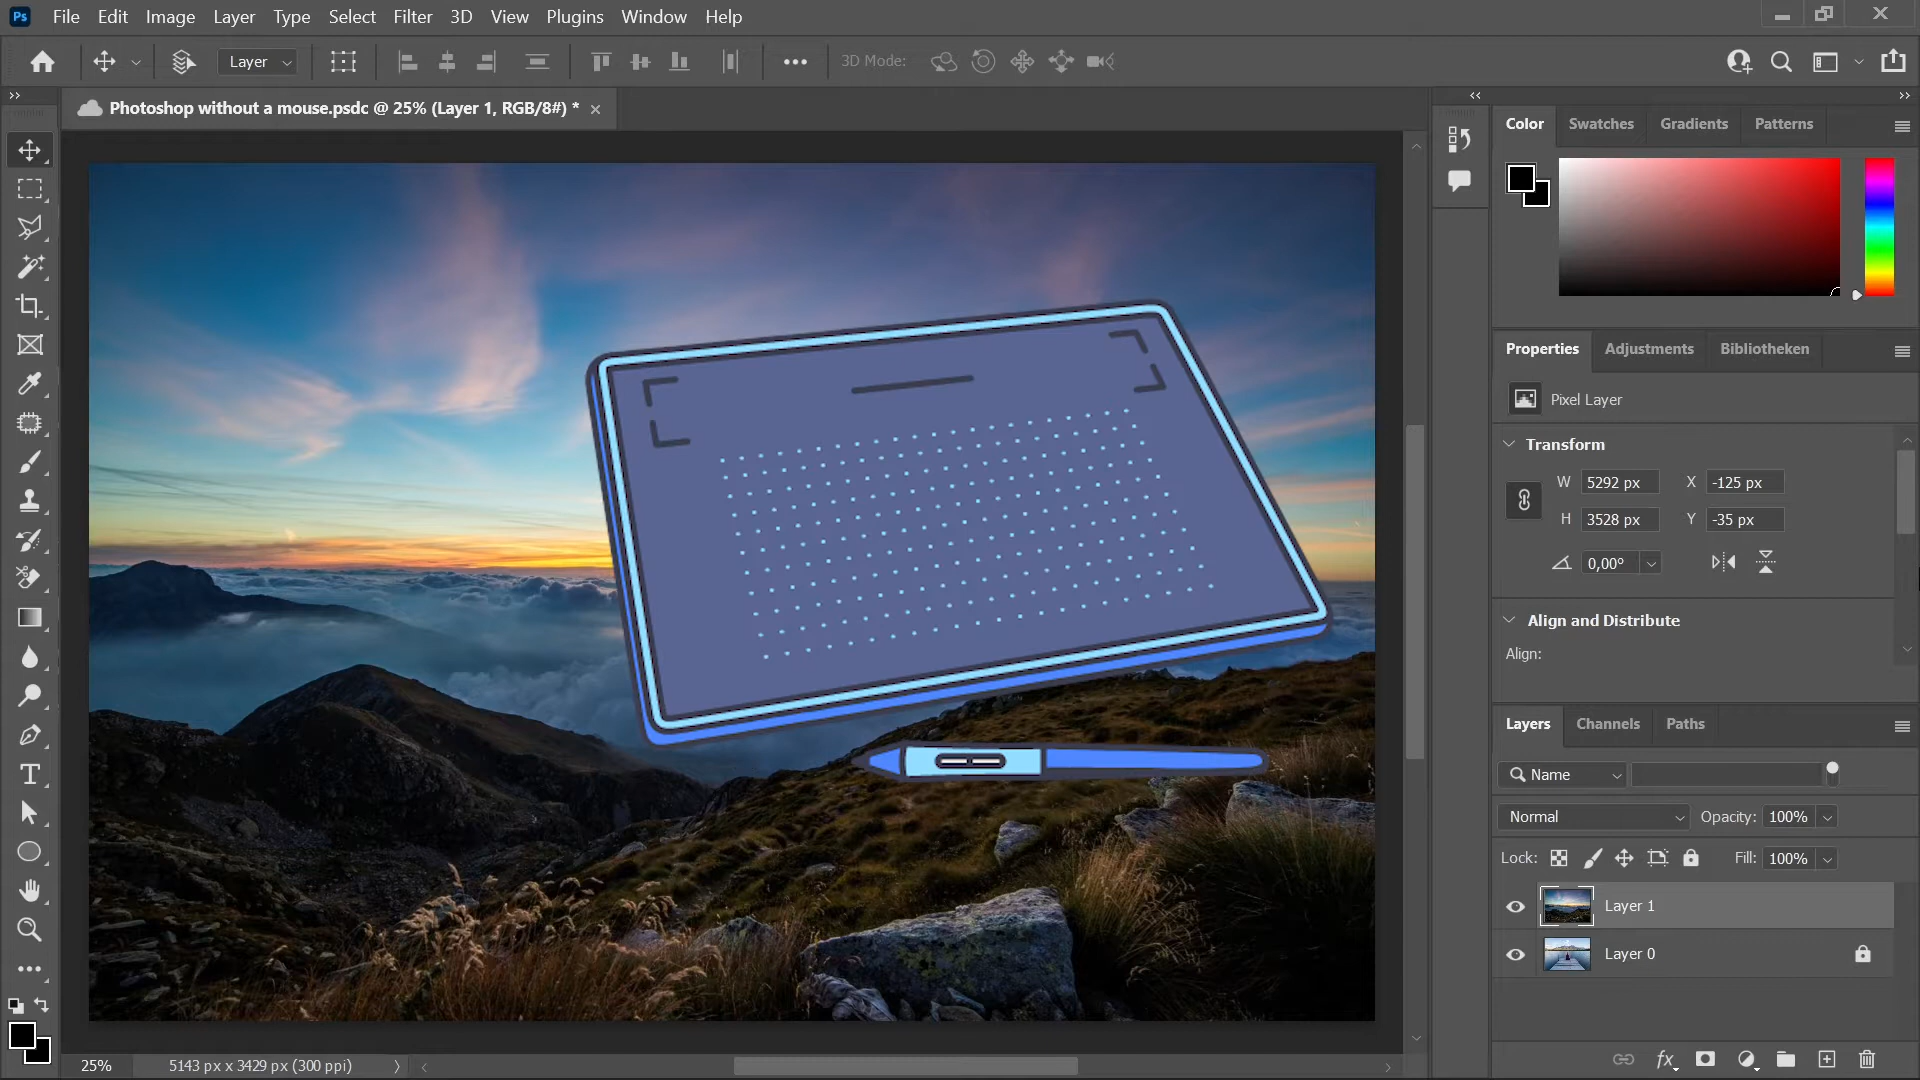 Ps File Edit Image Layer Type Select Filter 3D View Plugins Window Help
Layer 3D Mode:
Photoshop without a mouse.psdc @ 25% (Layer 1, RGB/8#) *
Color Swatches Gradients Patterns
Properties Adjustments Bibliotheken
Pixel Layer
Transform
W 5292 px X -125 px
H 3528 px Y -35 px
0,00°
Align and Distribute
Align:
Layers Channels Paths
Name
Normal Opacity: 100%
Lock: Fill: 100%
Layer 1
Layer 0
25% 5143 px x 3429 px (300 ppi)
fx